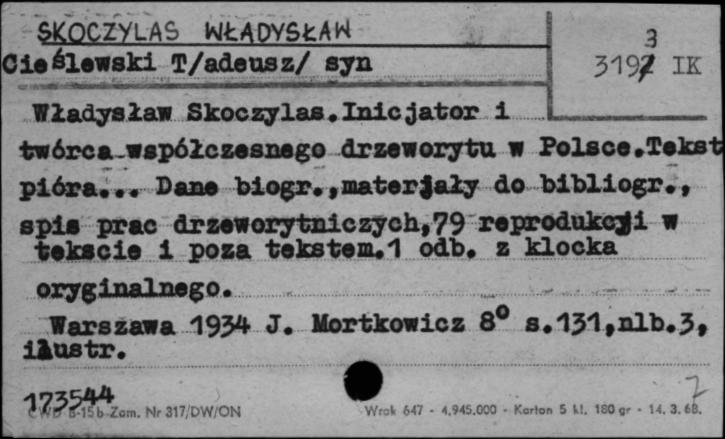 SKOCZYLAS WŁADYSŁAW
Cieślewski T/adeusz/ syn
3
3197 IK
Władysław Skoczylas.Inicjator i
twórca współczesnego drzeworytu w Polsce.Tekst
pióra... Dane biogr.,materjały do bibliogr.,
spis prac drzeworytniczych,79 reprodukcji w
tekscie i poza tekstem.1 odb. z klocka
oryginalnego.
Warszawa 1934 J. Mortkowicz 8° s.131,nlb.3,
ilustr.
173544
CWD B-15b Zam. Nr 317/DW/ON
Wrok 647 - 4.945.000 - Karton 5 kl. 180 gr - 14.3.68.